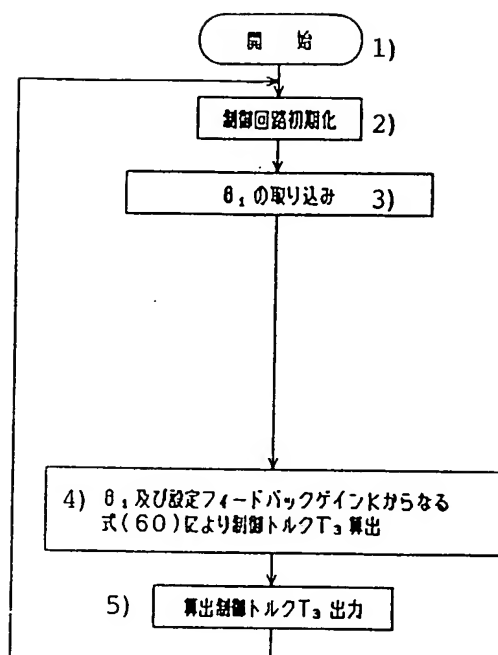 開 始 1)
制御回路初期化 2)
θ₁の取り込み 3)
4) θ₁及び設定フィードバックゲインKからなる
式(60)により制御トルクT₃算出
5) 算出制御トルクT₃出力